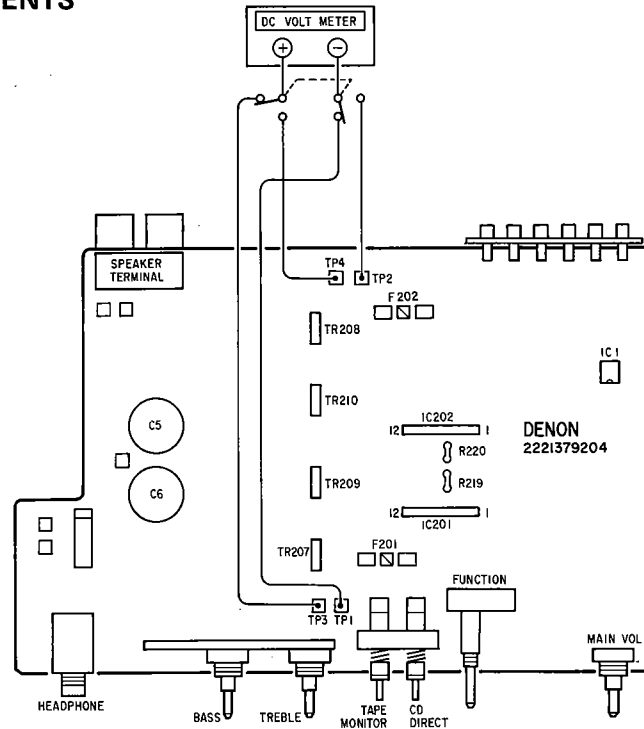 ENTS
DC VOLT METER
+ −
SPEAKER TERMINAL
TP4
TP2
F202
TR208
IC1
TR210
IC202
12 1
C5
R220
DENON
2221379204
C6
R219
TR209
12 1
IC201
TR207
F201
FUNCTION
TP3 TP1
MAIN VOL
HEADPHONE
BASS
TREBLE
TAPE MONITOR
CD DIRECT